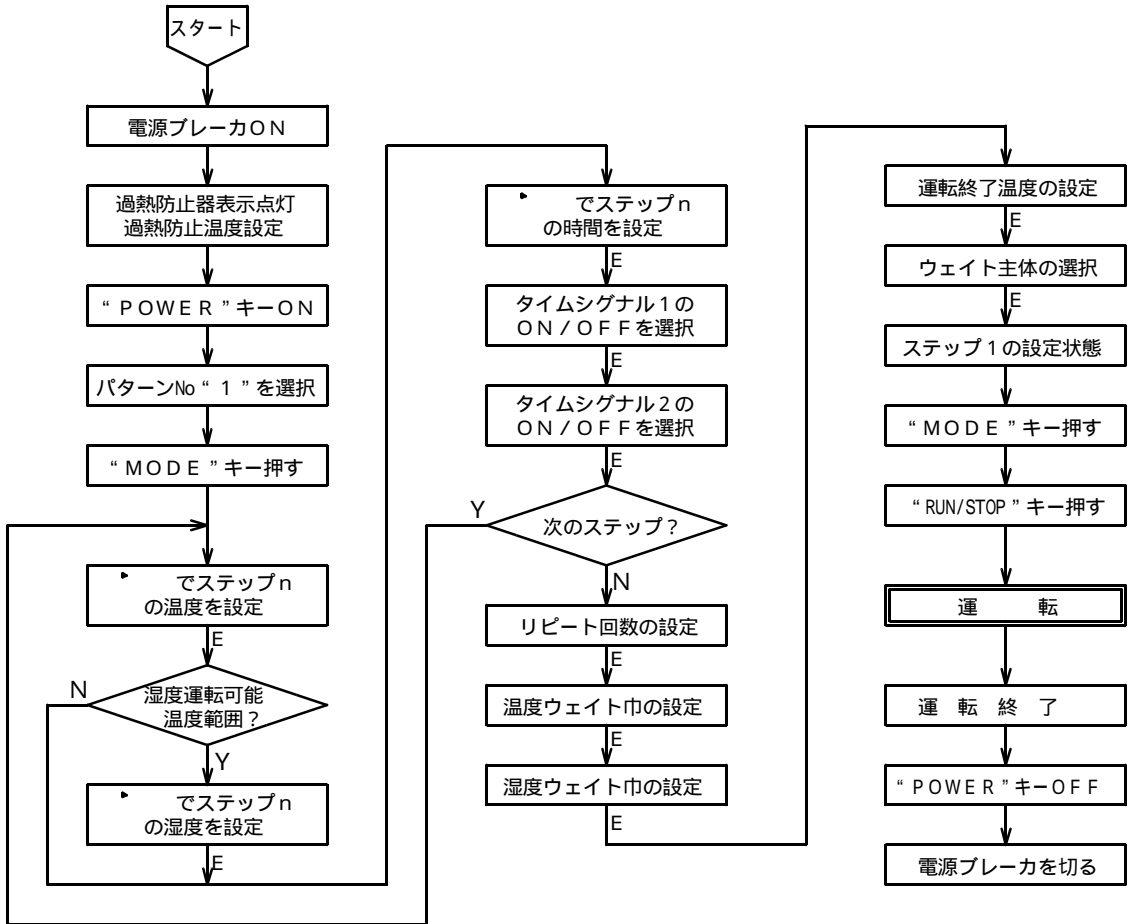 スタート
電源ブレーカON
過熱防止器表示点灯
過熱防止温度設定
“POWER”キーON
パターンNo“1”を選択
“MODE”キー押す
でステップn
の温度を設定
E
湿度運転可能
温度範囲？
N
Y
でステップn
の湿度を設定
E
でステップn
の時間を設定
E
タイムシグナル1の
ON/OFFを選択
E
タイムシグナル2の
ON/OFFを選択
E
次のステップ？
Y
N
リピート回数の設定
E
温度ウェイト巾の設定
E
湿度ウェイト巾の設定
E
運転終了温度の設定
E
ウェイト主体の選択
E
ステップ1の設定状態
“MODE”キー押す
“RUN/STOP”キー押す
運　転
運転終了
“POWER”キーOFF
電源ブレーカを切る